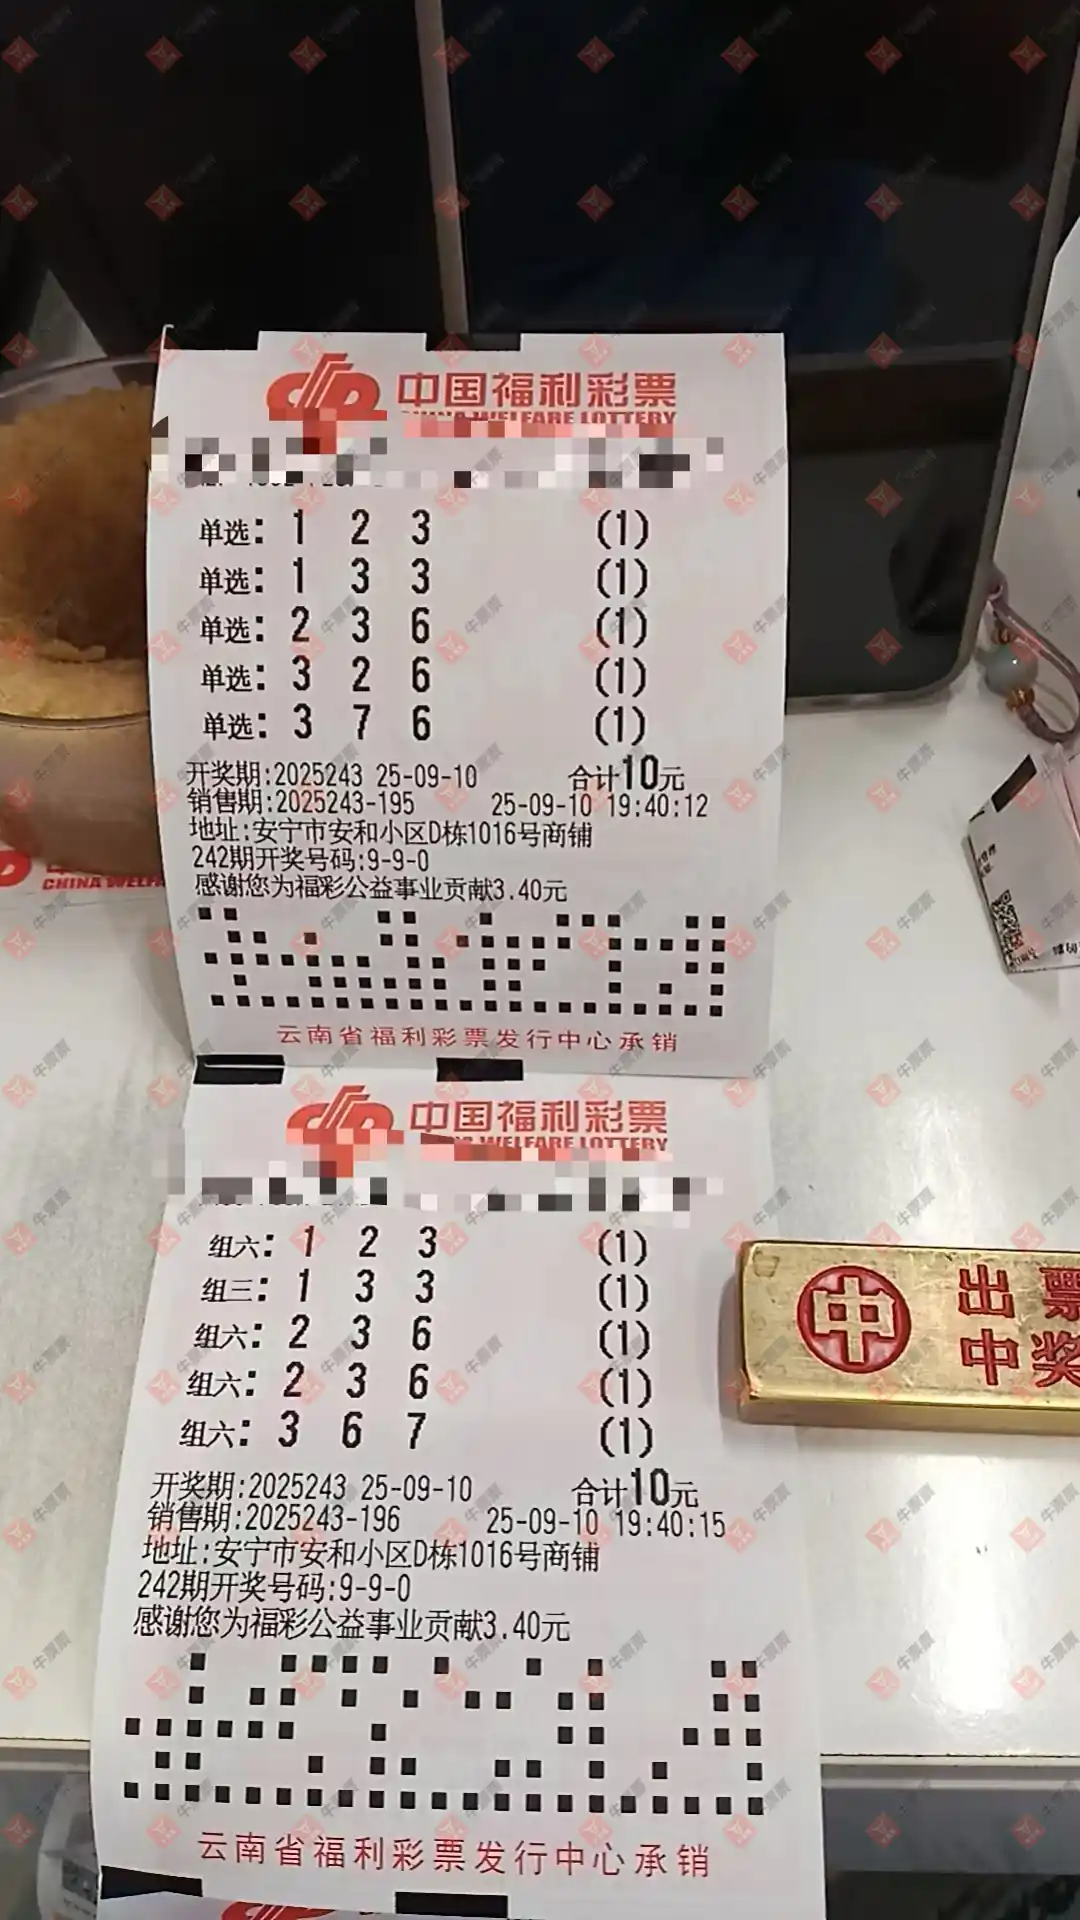 中国福利彩票
CHINA WELFARE LOTTERY
单选: 1 2 3 (1)
单选: 1 3 3 (1)
单选: 2 3 6 (1)
单选: 3 2 6 (1)
单选: 3 7 6 (1)
开奖期:2025243 25-09-10 合计10元
销售期:2025243-195 25-09-10 19:40:12
地址:安宁市安和小区D栋1016号商铺
242期开奖号码:9-9-0
感谢您为福彩公益事业贡献3.40元
云南省福利彩票发行中心承销
中国福利彩票
WELFARE LOTTERY
组六: 1 2 3 (1)
组三: 1 3 3 (1)
组六: 2 3 6 (1)
组六: 2 3 6 (1)
组六: 3 6 7 (1)
开奖期:2025243 25-09-10 合计10元
销售期:2025243-196 25-09-10 19:40:15
地址:安宁市安和小区D栋1016号商铺
242期开奖号码:9-9-0
感谢您为福彩公益事业贡献3.40元
云南省福利彩票发行中心承销
CHINA
中
出票
中奖
牛票票